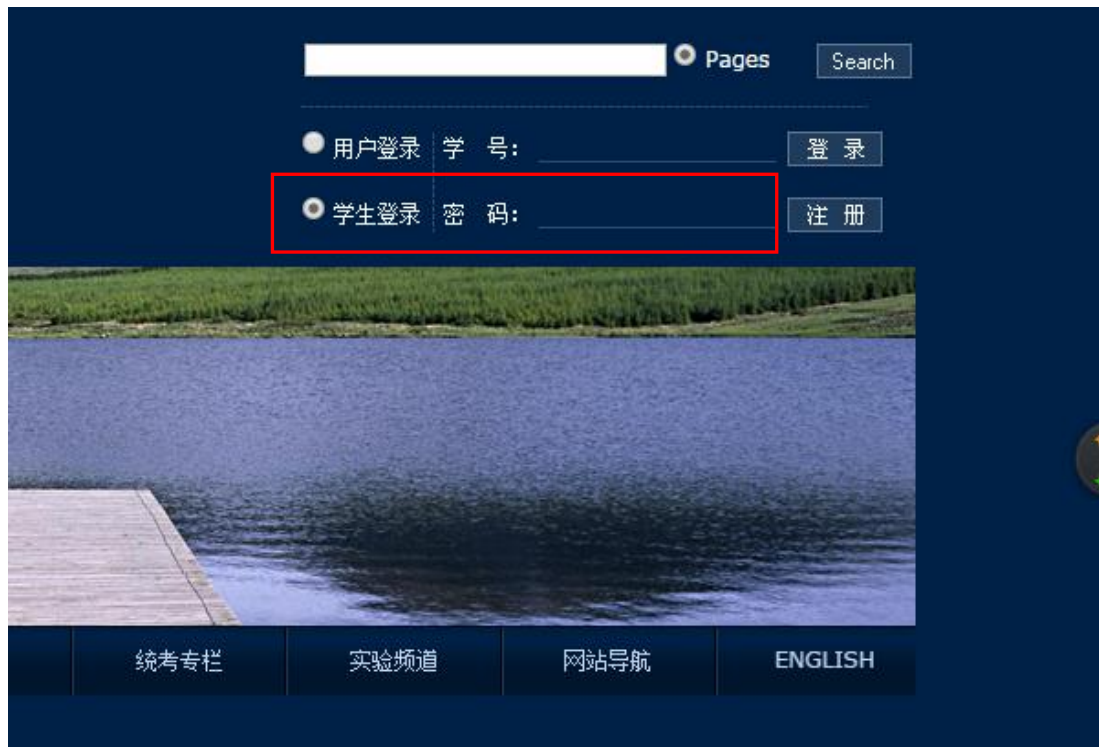 Pages Search
用户登录 学 号: 登 录
学生登录 密 码: 注 册
统考专栏 实验频道 网站导航 ENGLISH